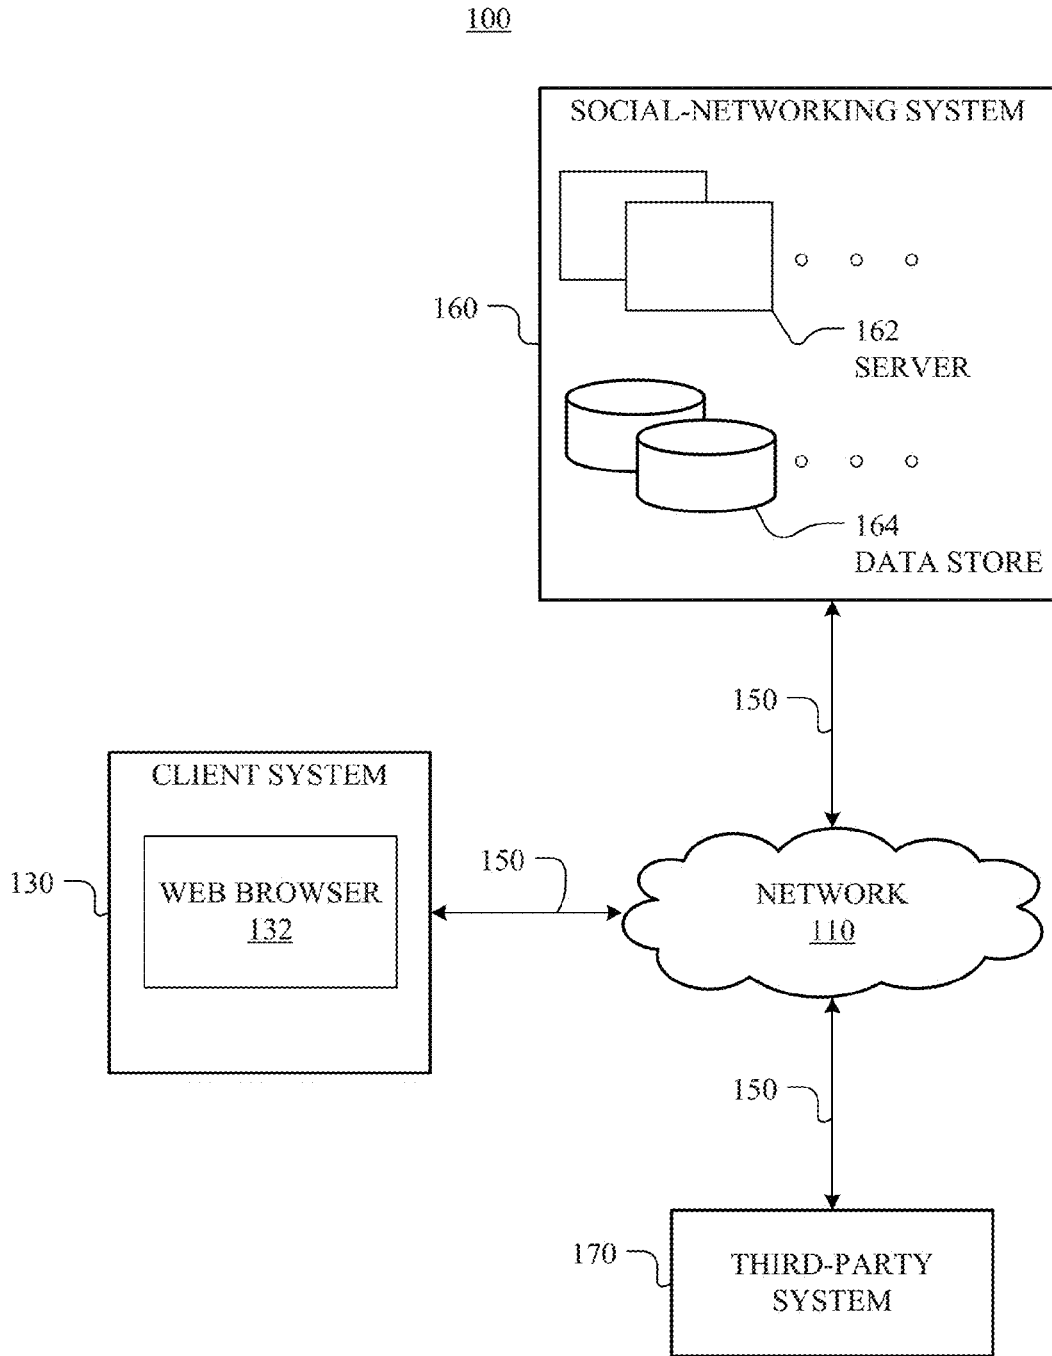 100
SOCIAL-NETWORKING SYSTEM
160
162
SERVER
164
DATA STORE
150
CLIENT SYSTEM
130
WEB BROWSER
132
150
NETWORK
110
150
170
THIRD-PARTY
SYSTEM